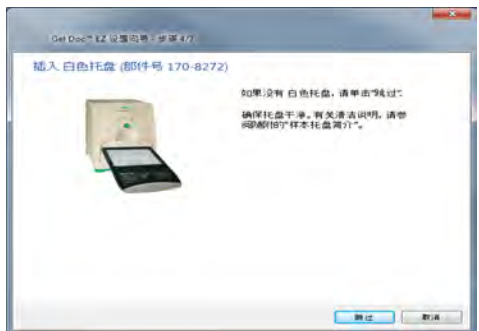 Gel Doc™ EZ 设置向导 - 步骤 4/7
插入 白色托盘 (部件号 170-8272)
如果没有 白色托盘，请单击“跳过”。
确保托盘干净。有关清洁说明，请参
阅随附的“样本托盘简介”。
跳过
取消